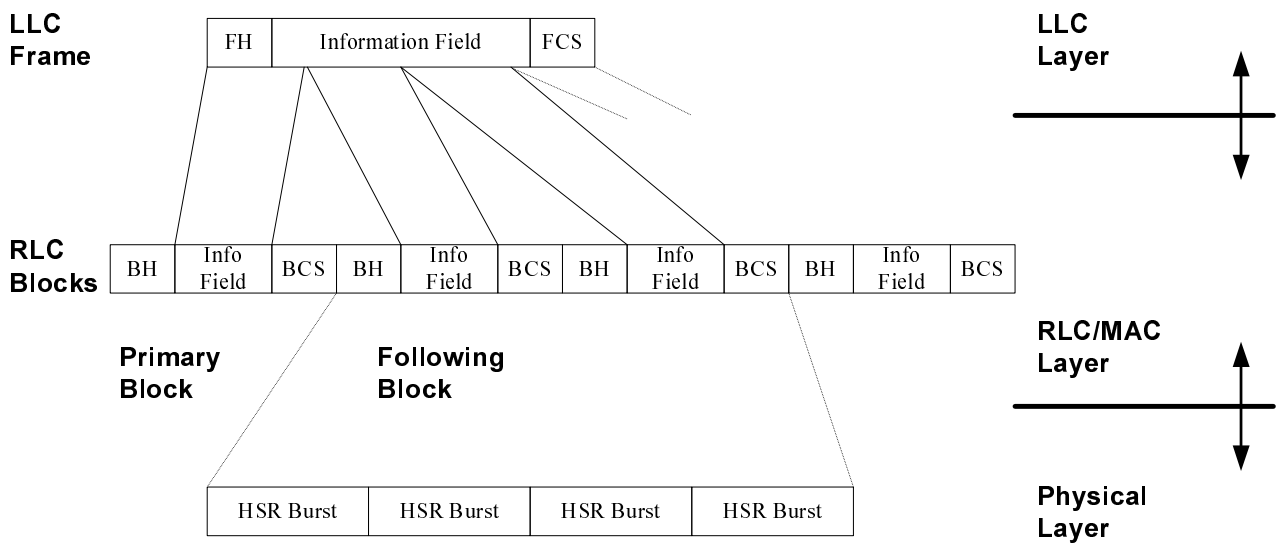 LLC
Frame
FH
Information Field
FCS
LLC
Layer
RLC
Blocks
BH
Info
Field
BCS
BH
Info
Field
BCS
BH
Info
Field
BCS
BH
Info
Field
BCS
Primary
Block
Following
Block
RLC/MAC
Layer
HSR Burst
HSR Burst
HSR Burst
HSR Burst
Physical
Layer